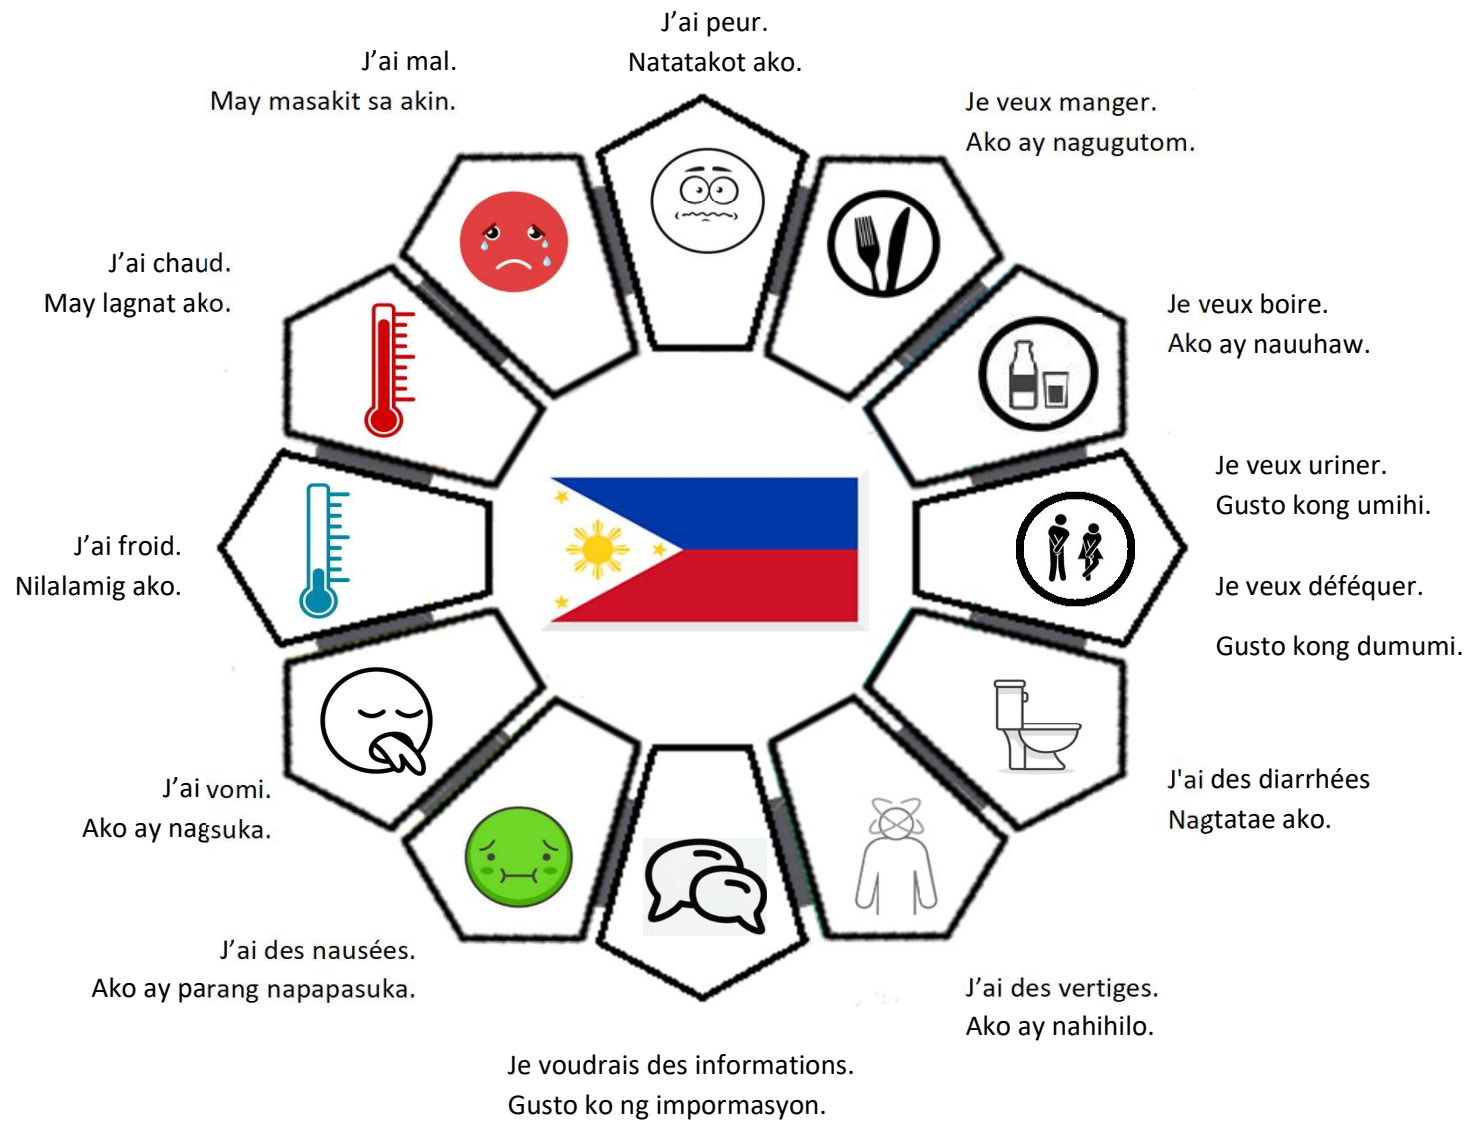 J’ai peur.
Natatakot ako.
J’ai mal.
May masakit sa akin.
Je veux manger.
Ako ay nagugutom.
J’ai chaud.
May lagnat ako.
Je veux boire.
Ako ay nauuhaw.
Je veux uriner.
Gusto kong umihi.
J’ai froid.
Nilalamig ako.
Je veux déféquer.
Gusto kong dumumi.
J’ai vomi.
Ako ay nagsuka.
J'ai des diarrhées
Nagtatae ako.
J’ai des nausées.
Ako ay parang napapasuka.
J’ai des vertiges.
Ako ay nahihilo.
Je voudrais des informations.
Gusto ko ng impormasyon.